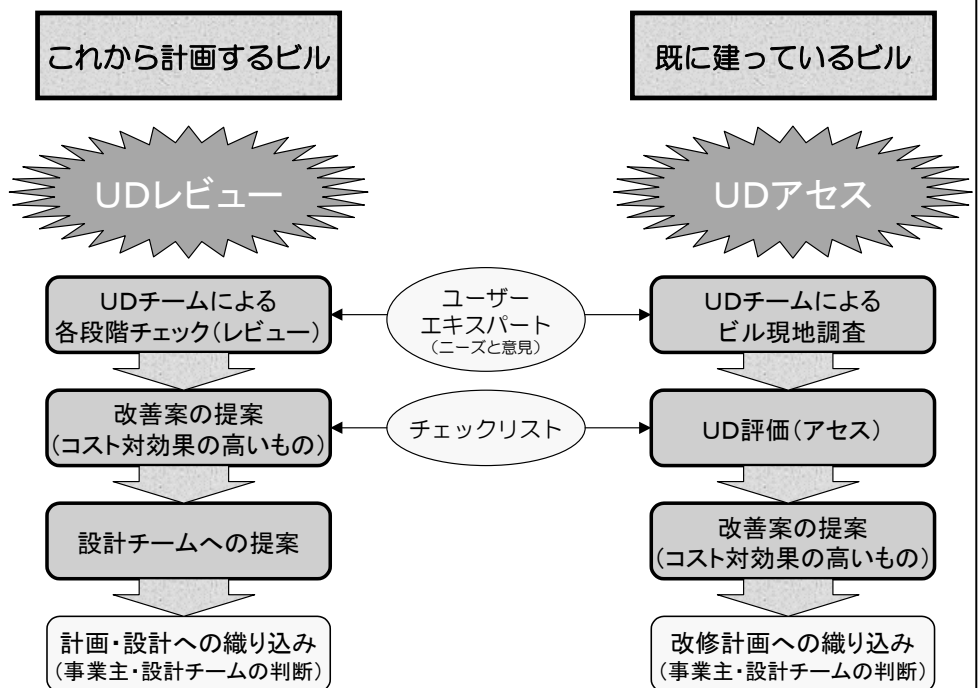 これから計画するビル
既に建っているビル
UDレビュー
UDアセス
UDチームによる
各段階チェック(レビュー)
ユーザー
エキスパート
(ニーズと意見)
UDチームによる
ビル現地調査
改善案の提案
(コスト対効果の高いもの)
チェックリスト
UD評価(アセス)
設計チームへの提案
改善案の提案
(コスト対効果の高いもの)
計画・設計への織り込み
(事業主・設計チームの判断)
改修計画への織り込み
(事業主・設計チームの判断)